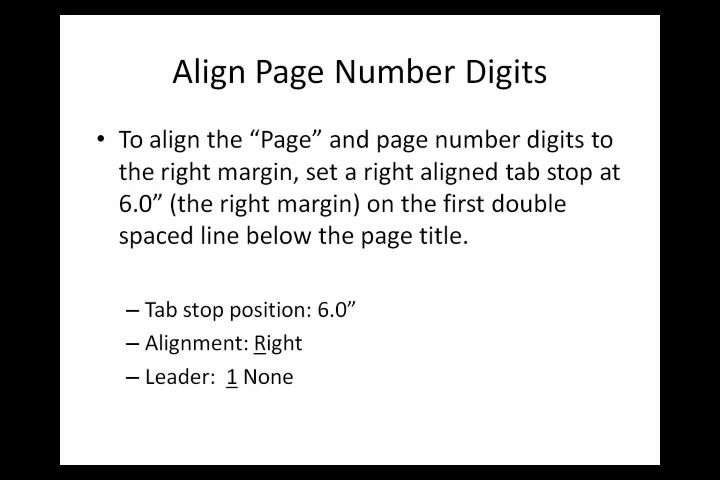 Align Page Number Digits
• To align the “Page” and page number digits to
the right margin, set a right aligned tab stop at
6.0” (the right margin) on the first double
spaced line below the page title.
– Tab stop position: 6.0”
– Alignment: Right
– Leader: 1 None